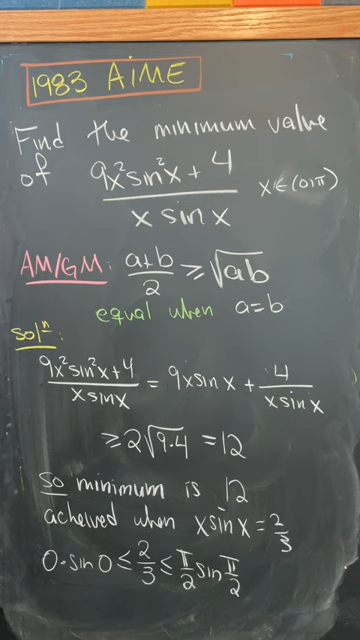 1983 AIME
Find the minimum value
of (9x²sin²x + 4)/(x sin x) x ∈ (0, π)
AM/GM: (a+b)/2 ≥ √ab
equal when a = b
Solⁿ:
(9x²sin²x + 4)/(x sin x) = 9x sin x + 4/(x sin x)
≥ 2√9·4 = 12
So minimum is 12
acheived when x sin x = 2/3
0·sin 0 ≤ 2/3 ≤ π/2 sin π/2